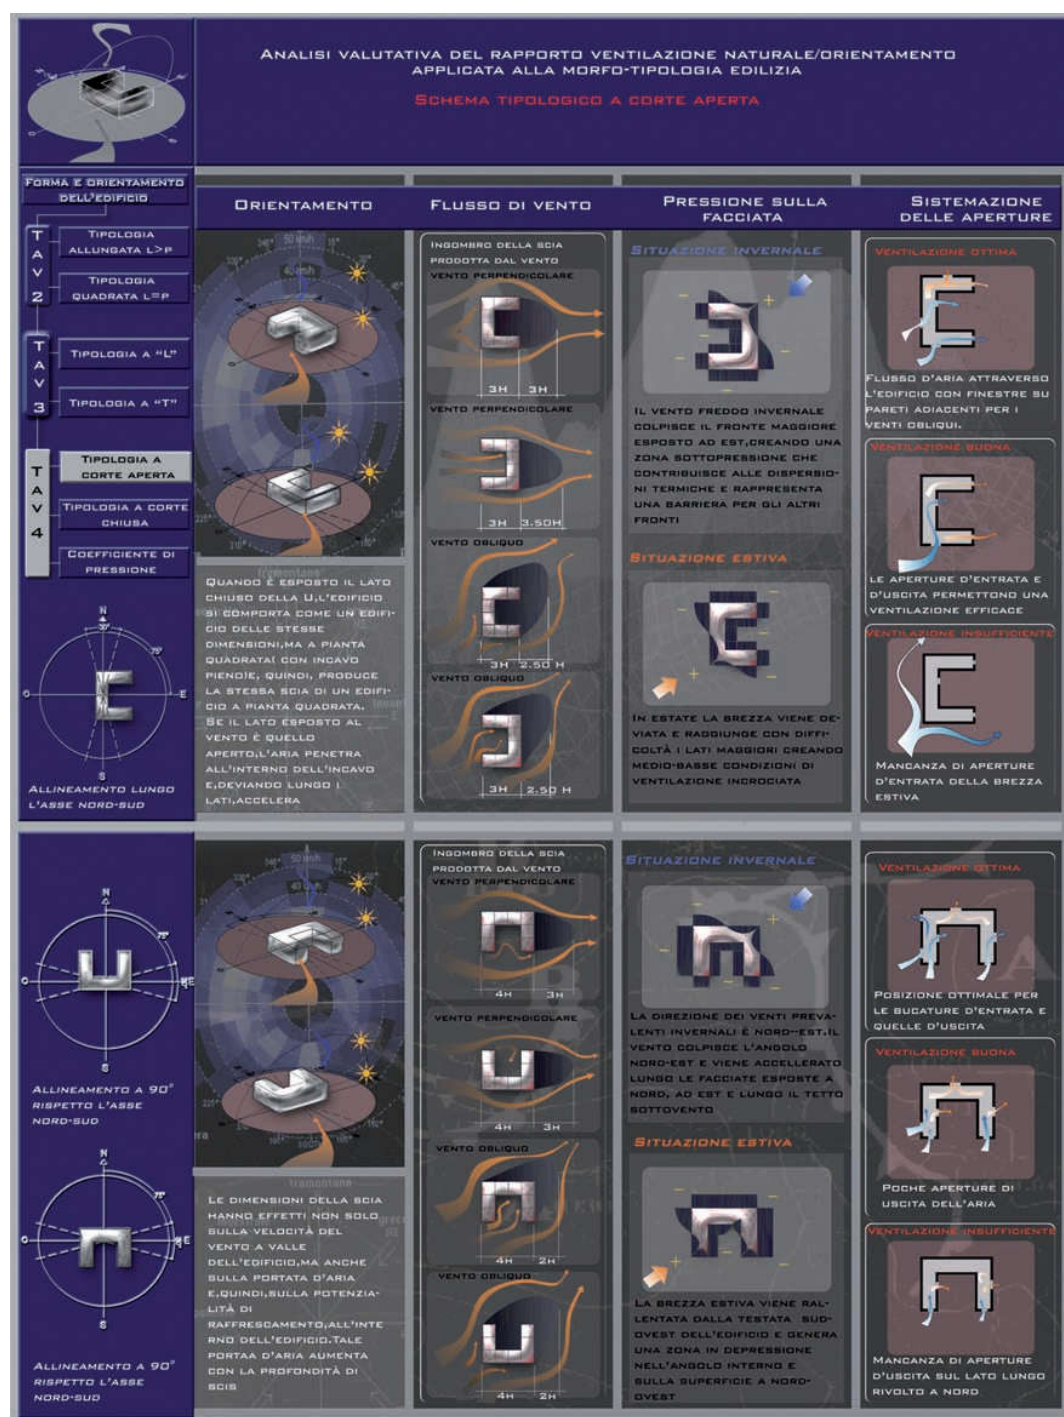 ANALISI VALUTATIVA DEL RAPPORTO VENTILAZIONE NATURALE/ORIENTAMENTO
APPLICATA ALLA MORFO-TIPOLOGIA EDILIZIA
SCHEMA TIPOLOGICO A CORTE APERTA
FORMA E ORIENTAMENTO
DELL'EDIFICIO
TAV 2
TIPOLOGIA
ALLUNGATA L>P
TIPOLOGIA
QUADRATA L=P
TAV 3
TIPOLOGIA A "L"
TIPOLOGIA A "T"
TAV 4
TIPOLOGIA A
CORTE APERTA
TIPOLOGIA A CORTE
CHIUSA
COEFFICIENTE DI
PRESSIONE
N
30°
75°
O
E
S
ALLINEAMENTO LUNGO
L'ASSE NORD-SUD
ORIENTAMENTO
50 km/h
QUANDO È ESPOSTO IL LATO
CHIUSO DELLA U,L'EDIFICIO
SI COMPORTA COME UN EDIFI-
CIO DELLE STESSE
DIMENSIONI,MA A PIANTA
QUADRATA( CON INCAVO
PIENO)E, QUINDI, PRODUCE
LA STESSA SCIA DI UN EDIFI-
CIO A PIANTA QUADRATA.
SE IL LATO ESPOSTO AL
VENTO È QUELLO
APERTO,L'ARIA PENETRA
ALL'INTERNO DELL'INCAVO
E,DEVIANDO LUNGO I
LATI,ACCELERA
FLUSSO DI VENTO
INGOMBRO DELLA SCIA
PRODOTTA DAL VENTO
VENTO PERPENDICOLARE
3H 3H
VENTO PERPENDICOLARE
3H 3.50H
VENTO OBLIQUO
3H 2.50 H
VENTO OBLIQUO
3H 2.50 H
PRESSIONE SULLA
FACCIATA
SITUAZIONE INVERNALE
IL VENTO FREDDO INVERNALE
COLPISCE IL FRONTE MAGGIORE
ESPOSTO AD EST,CREANDO UNA
ZONA SOTTOPRESSIONE CHE
CONTRIBUISCE ALLE DISPERSIO-
NI TERMICHE E RAPPRESENTA
UNA BARRIERA PER GLI ALTRI
FRONTI
SITUAZIONE ESTIVA
IN ESTATE LA BREZZA VIENE DE-
VIATA E RAGGIUNGE CON DIFFI-
COLTÀ I LATI MAGGIORI CREANDO
MEDIO-BASSE CONDIZIONI DI
VENTILAZIONE INCROCIATA
SISTEMAZIONE
DELLE APERTURE
VENTILAZIONE OTTIMA
FLUSSO D'ARIA ATTRAVERSO
L'EDIFICIO CON FINESTRE SU
PARETI ADIACENTI PER I
VENTI OBLIQUI.
VENTILAZIONE BUONA
LE APERTURE D'ENTRATA E
D'USCITA PERMETTONO UNA
VENTILAZIONE EFFICACE
VENTILAZIONE INSUFFICIENTE
MANCANZA DI APERTURE
D'ENTRATA DELLA BREZZA
ESTIVA
N
75°
O
E
S
ALLINEAMENTO A 90°
RISPETTO L'ASSE
NORD-SUD
N
75°
O
E
S
ALLINEAMENTO A 90°
RISPETTO L'ASSE
NORD-SUD
50 km/h
LE DIMENSIONI DELLA SCIA
HANNO EFFETTI NON SOLO
SULLA VELOCITÀ DEL
VENTO A VALLE
DELL'EDIFICIO,MA ANCHE
SULLA PORTATA D'ARIA
E,QUINDI,SULLA POTENZIA-
LITÀ DI
RAFFRESCAMENTO,ALL'INTE
RNO DELL'EDIFICIO.TALE
PORTAA D'ARIA AUMENTA
CON LA PROFONDITÀ DI
SCIS
INGOMBRO DELLA SCIA
PRODOTTA DAL VENTO
VENTO PERPENDICOLARE
4H 3H
VENTO PERPENDICOLARE
4H 3H
VENTO OBLIQUO
4H 2H
VENTO OBLIQUO
4H 2H
SITUAZIONE INVERNALE
LA DIREZIONE DEI VENTI PREVA-
LENTI INVERNALI È NORD-EST.IL
VENTO COLPISCE L'ANGOLO
NORD-EST E VIENE ACCELLERATO
LUNGO LE FACCIATE ESPOSTE A
NORD, AD EST E LUNGO IL TETTO
SOTTOVENTO
SITUAZIONE ESTIVA
LA BREZZA ESTIVA VIENE RAL-
LENTATA DALLA TESTATA SUD-
OVEST DELL'EDIFICIO E GENERA
UNA ZONA IN DEPRESSIONE
NELL'ANGOLO INTERNO E
SULLA SUPERFICIE A NORD-
OVEST
VENTILAZIONE OTTIMA
POSIZIONE OTTIMALE PER
LE BUCATURE D'ENTRATA E
QUELLE D'USCITA
VENTILAZIONE BUONA
POCHE APERTURE DI
USCITA DELL'ARIA
VENTILAZIONE INSUFFICIENTE
MANCANZA DI APERTURE
D'USCITA SUL LATO LUNGO
RIVOLTO A NORD